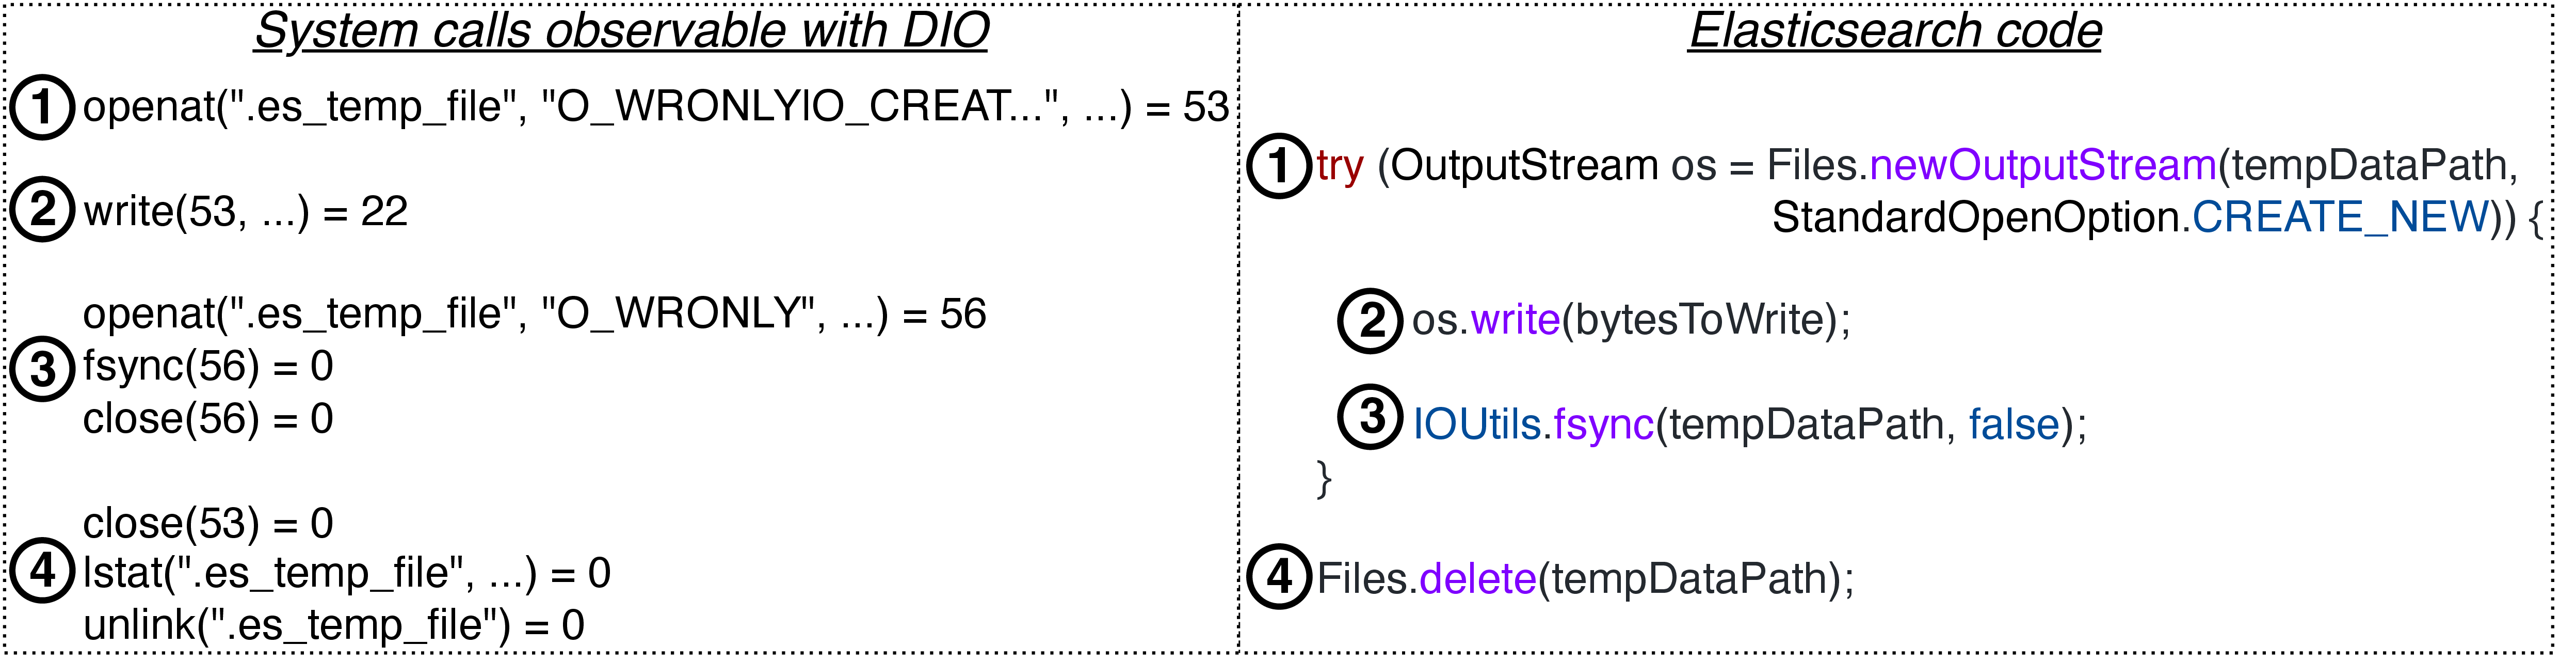 System calls observable with DIO
1 openat(".es_temp_file", "O_WRONLY|O_CREAT...", ...) = 53
2 write(53, ...) = 22
openat(".es_temp_file", "O_WRONLY", ...) = 56
3 fsync(56) = 0
close(56) = 0
close(53) = 0
4 lstat(".es_temp_file", ...) = 0
unlink(".es_temp_file") = 0
Elasticsearch code
1 try (OutputStream os = Files.newOutputStream(tempDataPath,
StandardOpenOption.CREATE_NEW)) {
2 os.write(bytesToWrite);
3 IOUtils.fsync(tempDataPath, false);
}
4 Files.delete(tempDataPath);